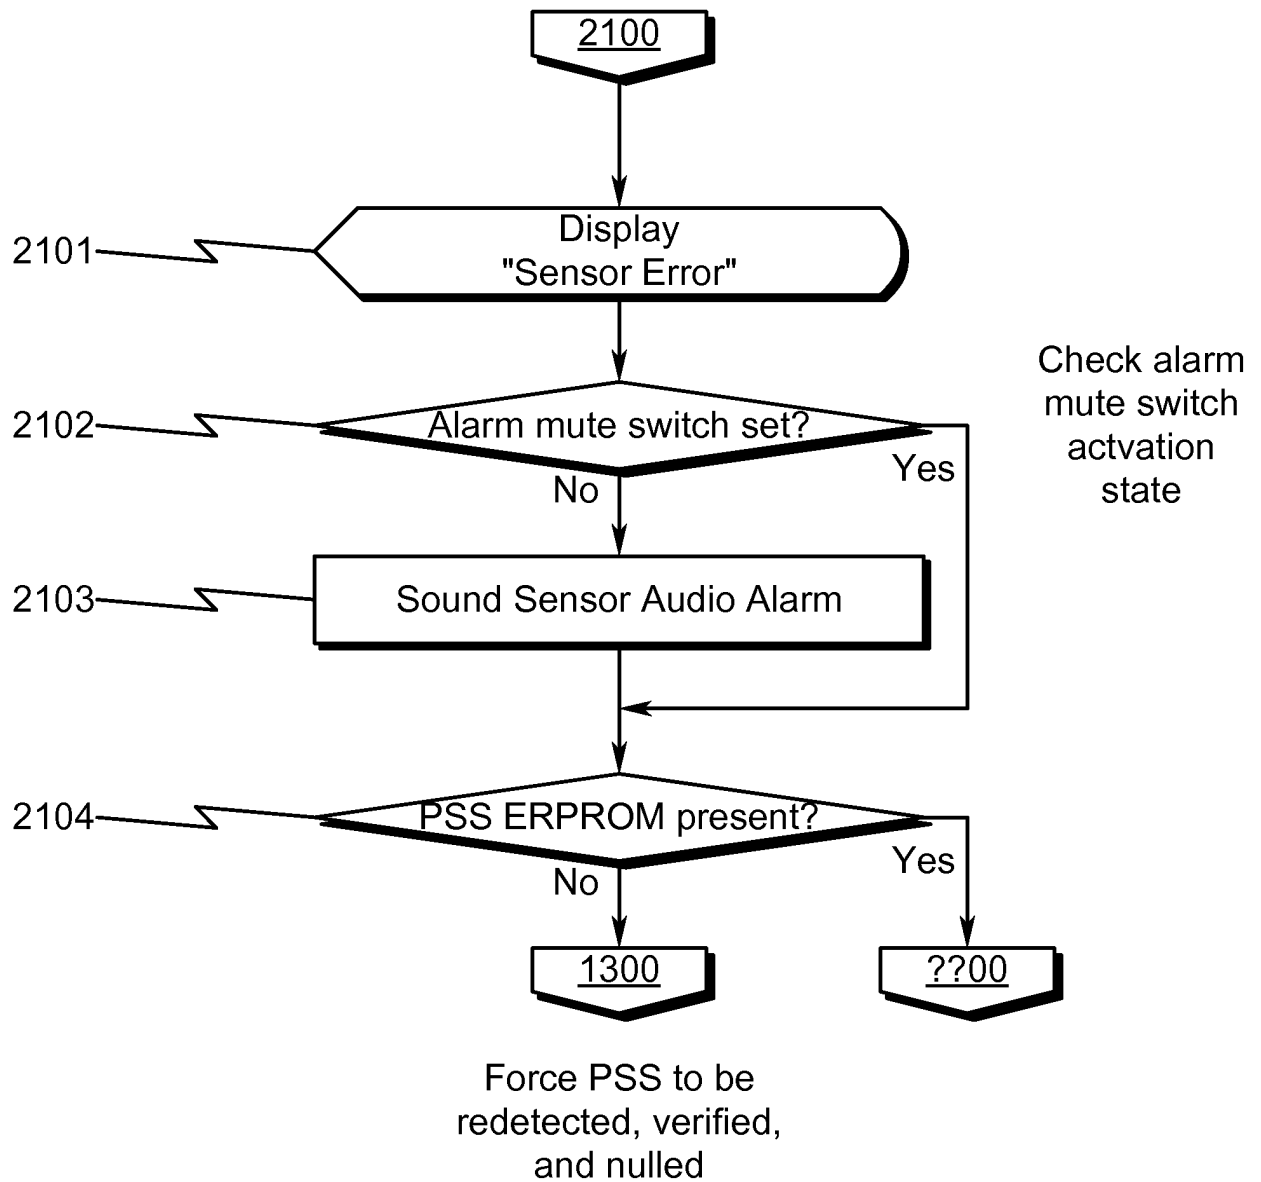 2100
2101
Display
"Sensor Error"
Check alarm
mute switch
actvation
state
2102
Alarm mute switch set?
Yes
No
2103
Sound Sensor Audio Alarm
2104
PSS ERPROM present?
Yes
No
1300
??00
Force PSS to be
redetected, verified,
and nulled